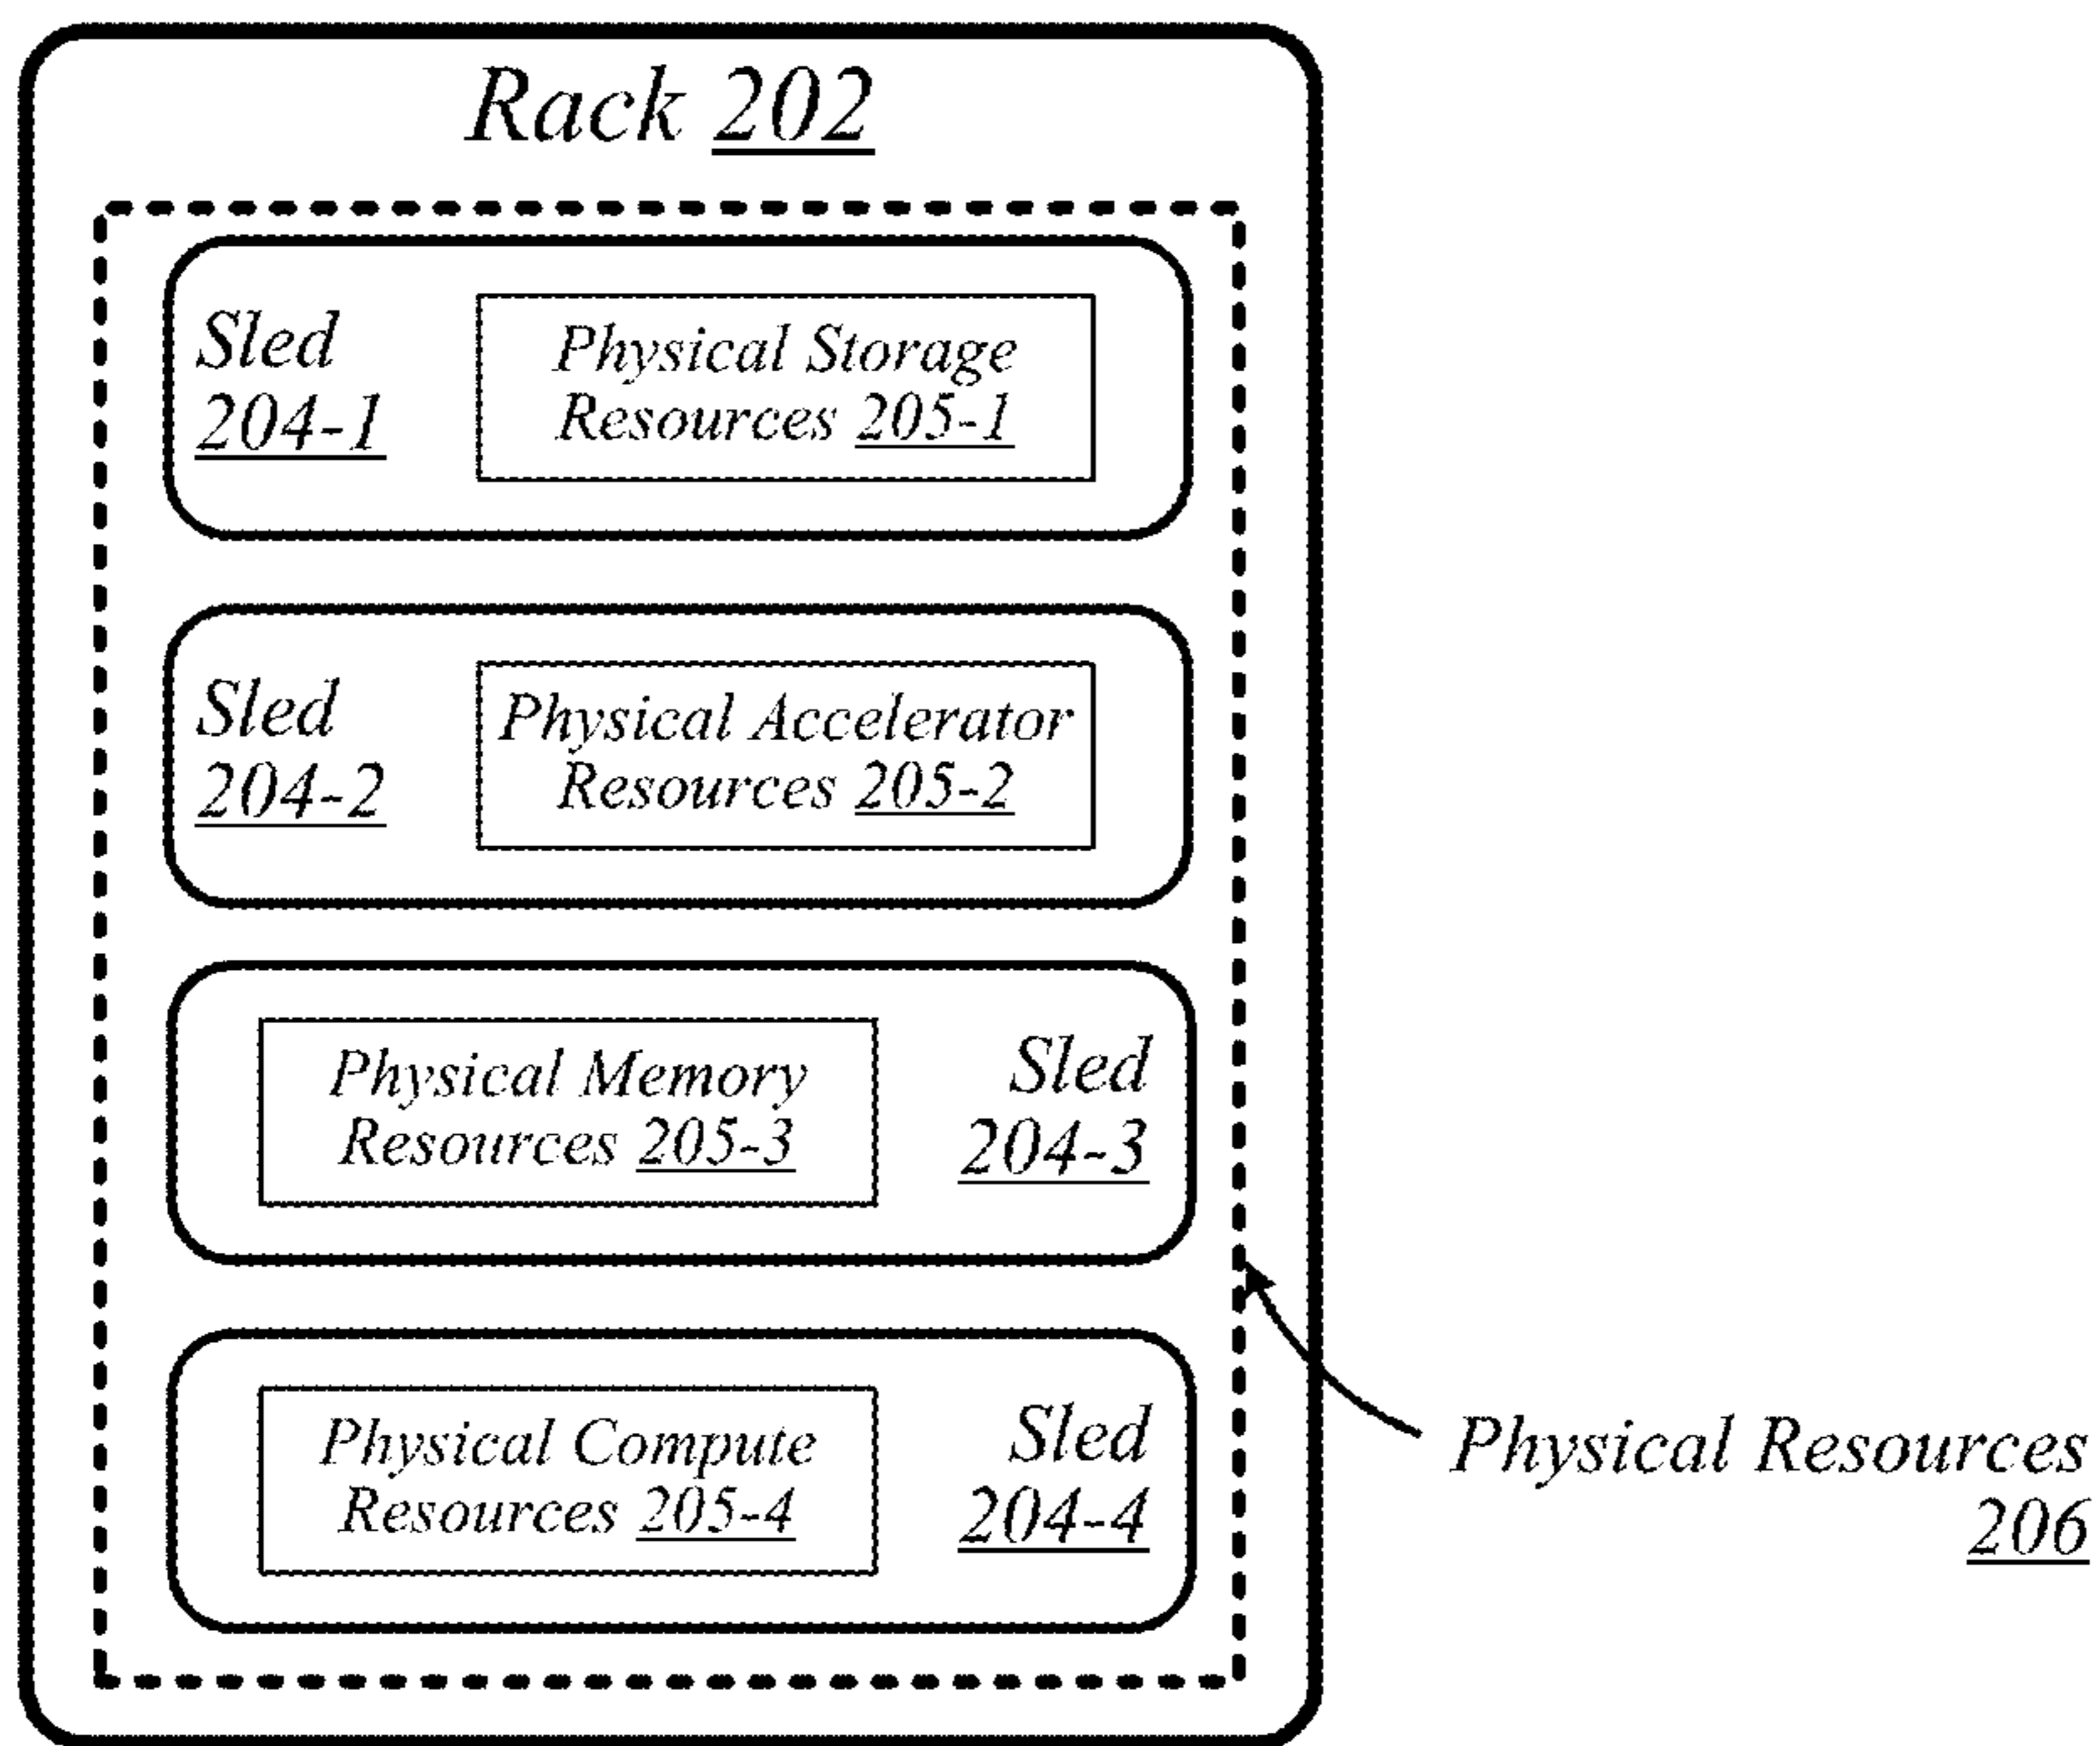 Rack 202
Sled
204-1
Physical Storage
Resources 205-1
Sled
204-2
Physical Accelerator
Resources 205-2
Physical Memory
Resources 205-3
Sled
204-3
Physical Compute
Resources 205-4
Sled
204-4
Physical Resources
206